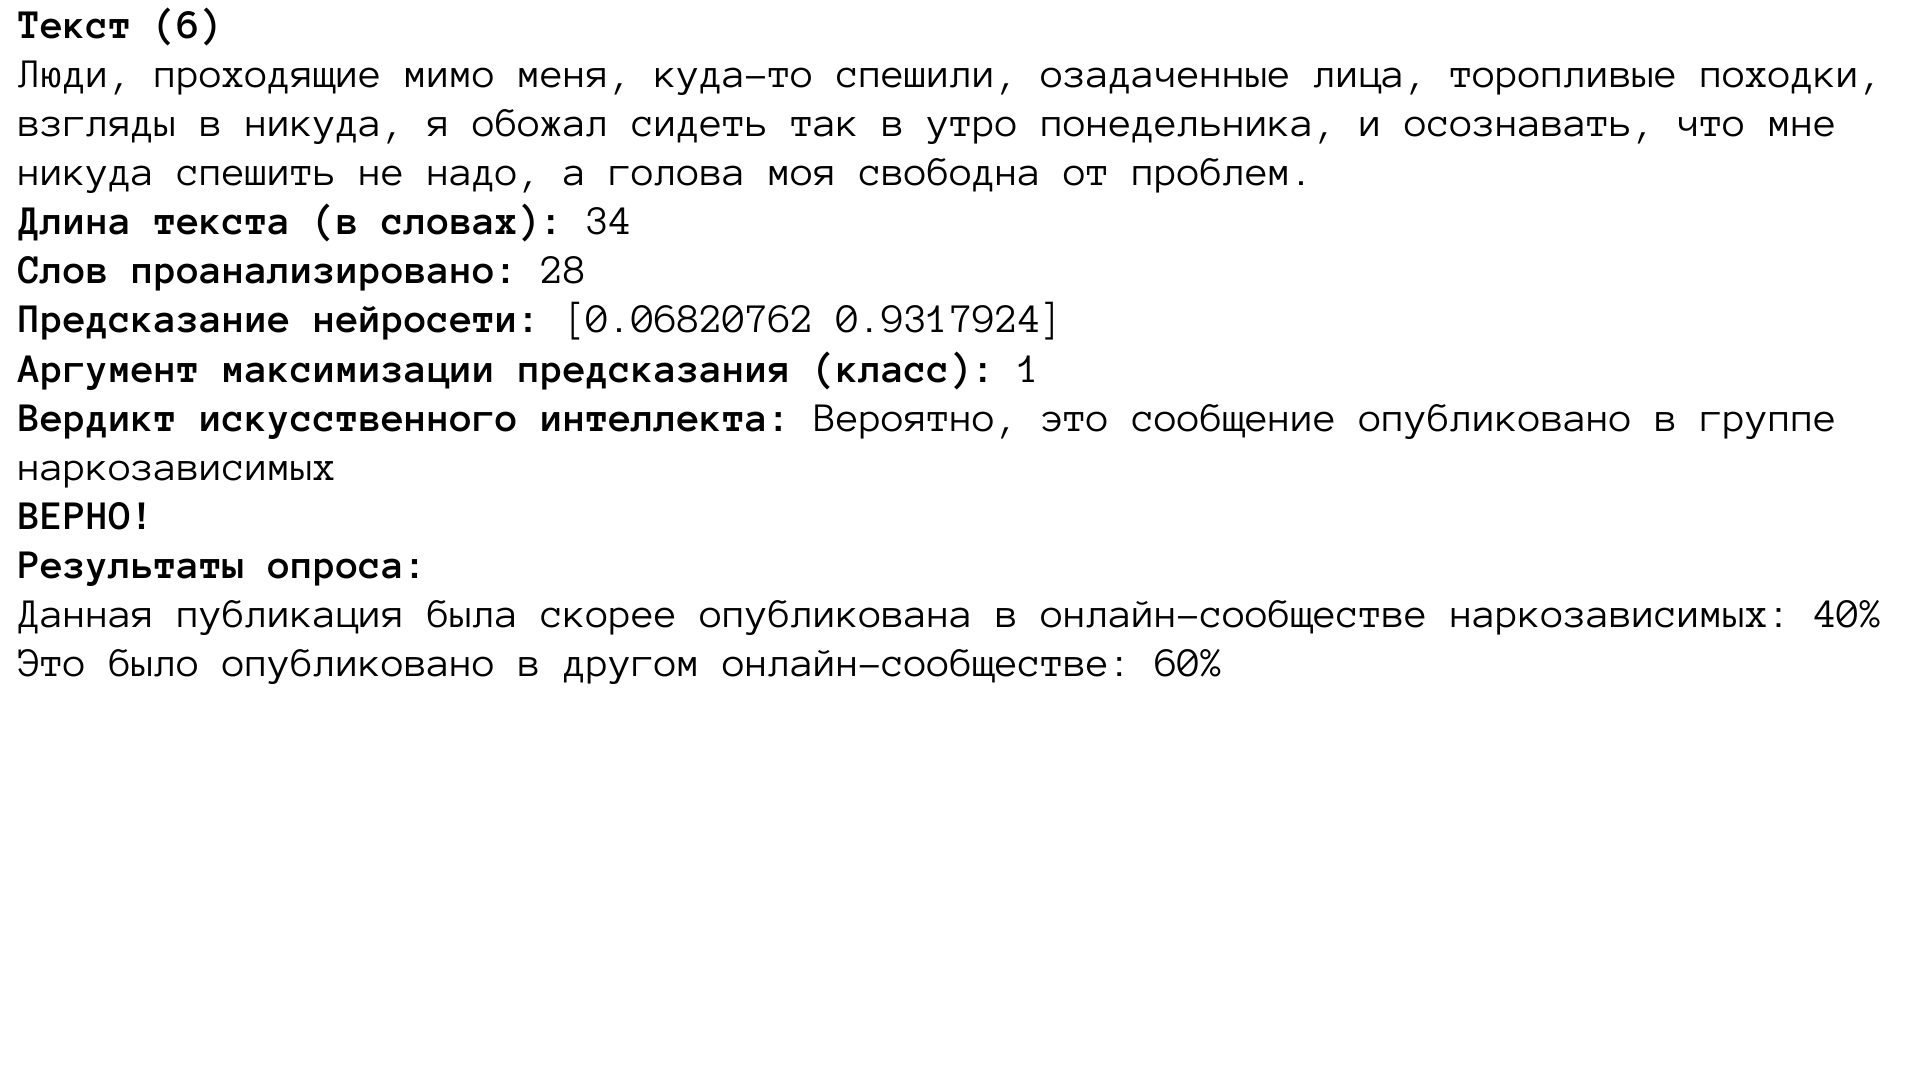 Текст (6)
Люди, проходящие мимо меня, куда-то спешили, озадаченные лица, торопливые походки,
взгляды в никуда, я обожал сидеть так в утро понедельника, и осознавать, что мне
никуда спешить не надо, а голова моя свободна от проблем.
Длина текста (в словах): 34
Слов проанализировано: 28
Предсказание нейросети: [0.06820762 0.9317924]
Аргумент максимизации предсказания (класс): 1
Вердикт искусственного интеллекта: Вероятно, это сообщение опубликовано в группе
наркозависимых
ВЕРНО!
Результаты опроса:
Данная публикация была скорее опубликована в онлайн-сообществе наркозависимых: 40%
Это было опубликовано в другом онлайн-сообществе: 60%